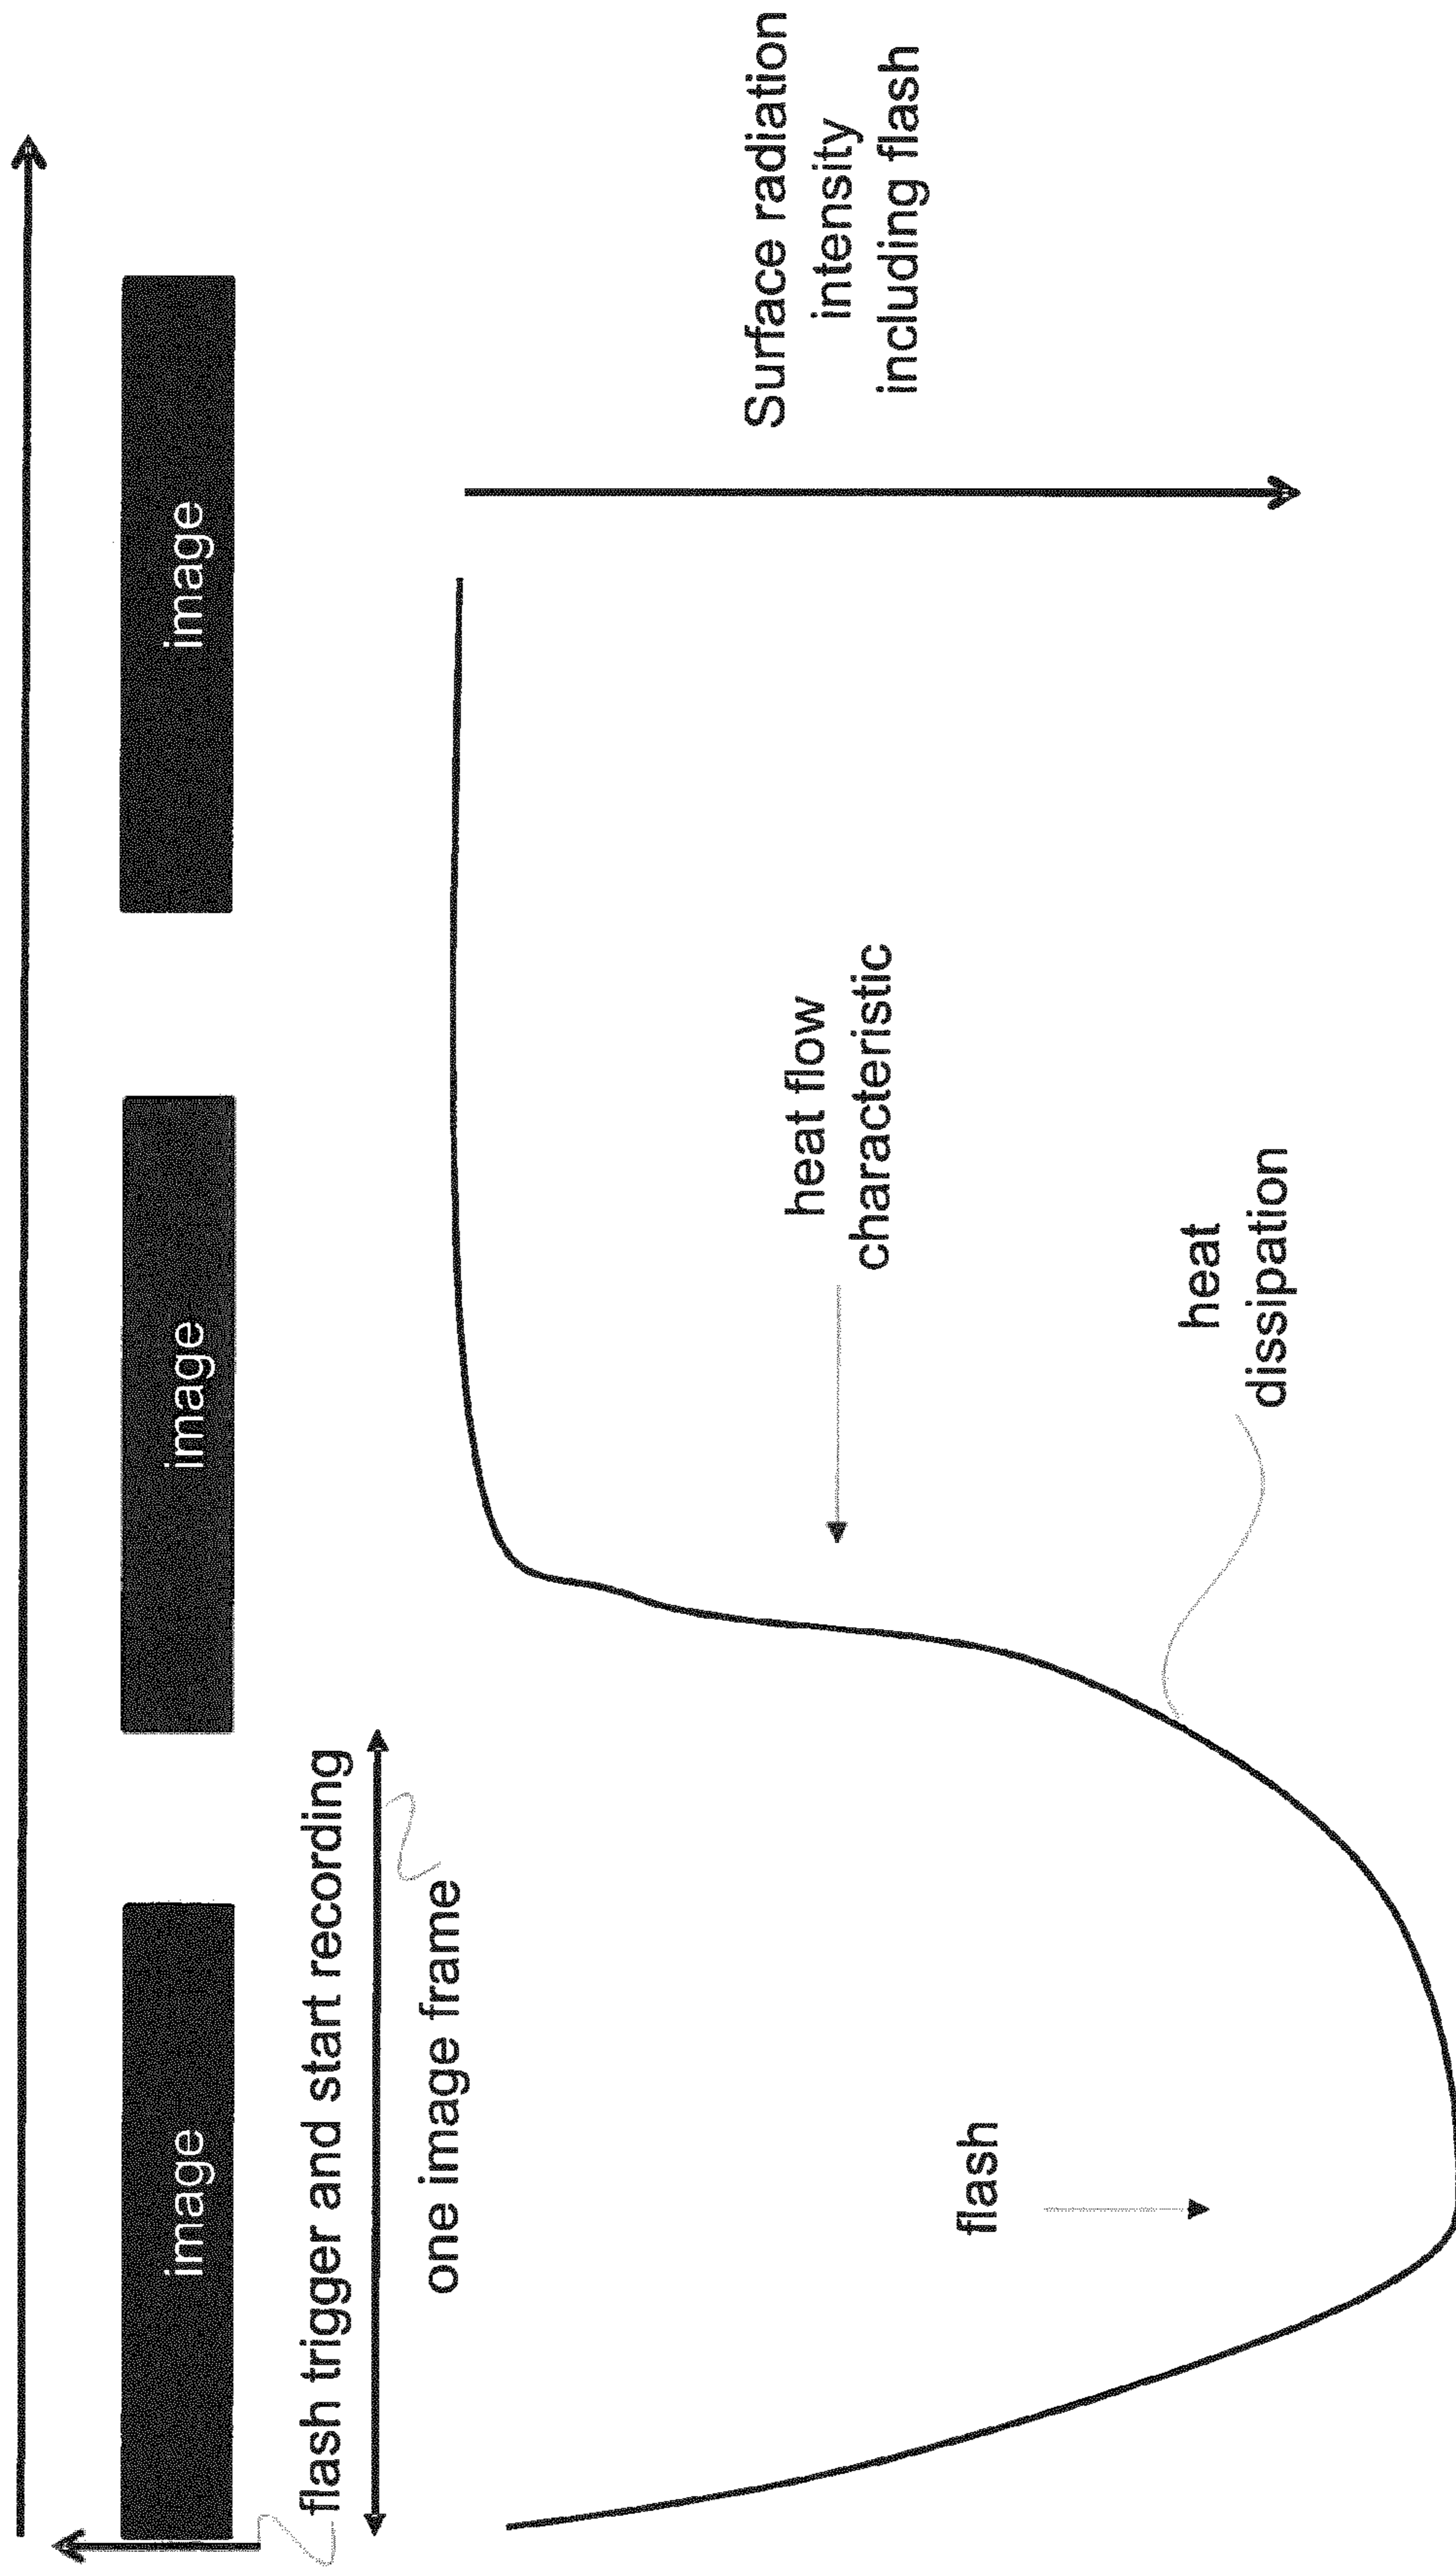 image
image
image
flash trigger and start recording
one image frame
flash
heat flow
characteristic
heat
dissipation
Surface radiation
intensity
including flash